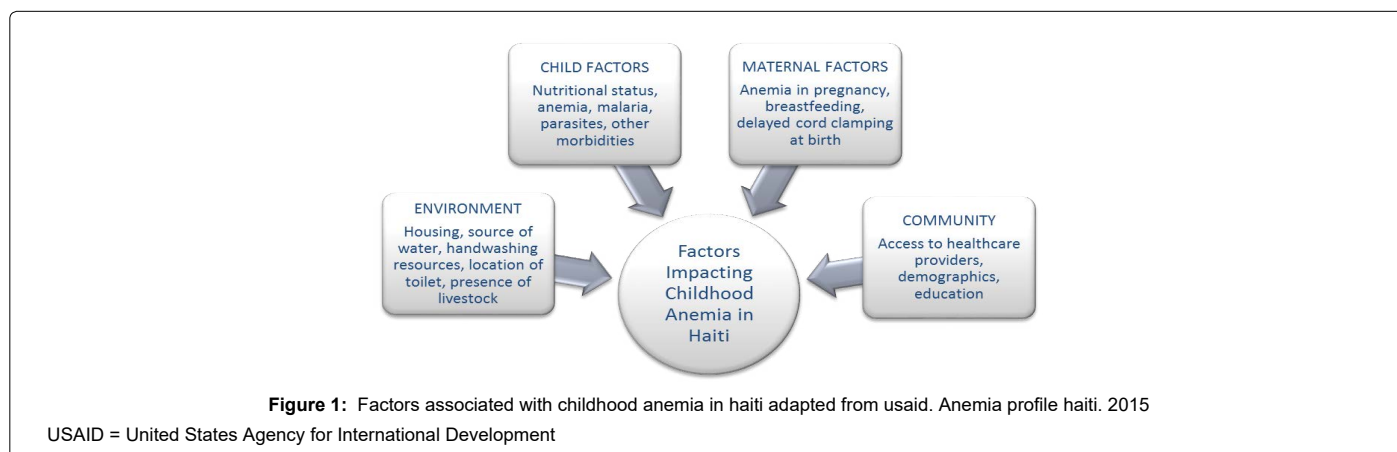 CHILD FACTORS
Nutritional status,
anemia, malaria,
parasites, other
morbidities
MATERNAL FACTORS
Anemia in pregnancy,
breastfeeding,
delayed cord clamping
at birth
ENVIRONMENT
Housing, source of
water, handwashing
resources, location of
toilet, presence of
livestock
COMMUNITY
Access to healthcare
providers,
demographics,
education
Factors
Impacting
Childhood
Anemia in
Haiti
Figure 1: Factors associated with childhood anemia in haiti adapted from usaid. Anemia profile haiti. 2015
USAID = United States Agency for International Development